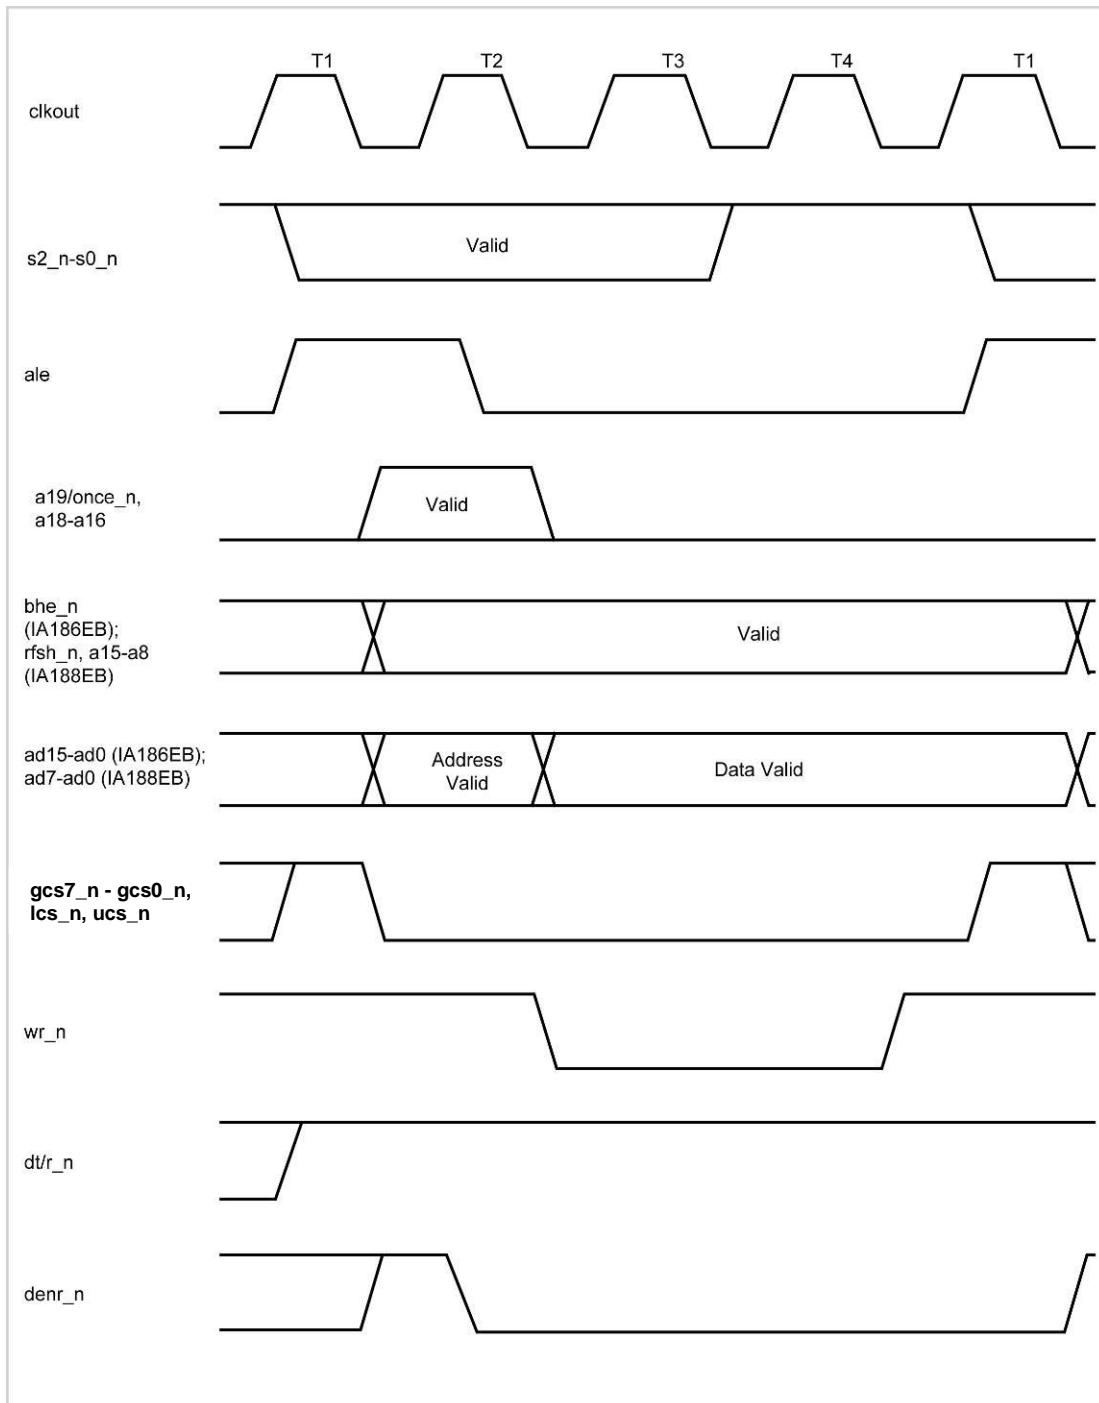 T1 T2 T3 T4 T1
clkout
Valid
s2_n-s0_n
ale
a19/once_n,
a18-a16
Valid
bhe_n
(IA186EB);
rfsh_n, a15-a8
(IA188EB)
Valid
ad15-ad0 (IA186EB);
ad7-ad0 (IA188EB)
Address
Valid
Data Valid
gcs7_n - gcs0_n,
lcs_n, ucs_n
wr_n
dt/r_n
denr_n